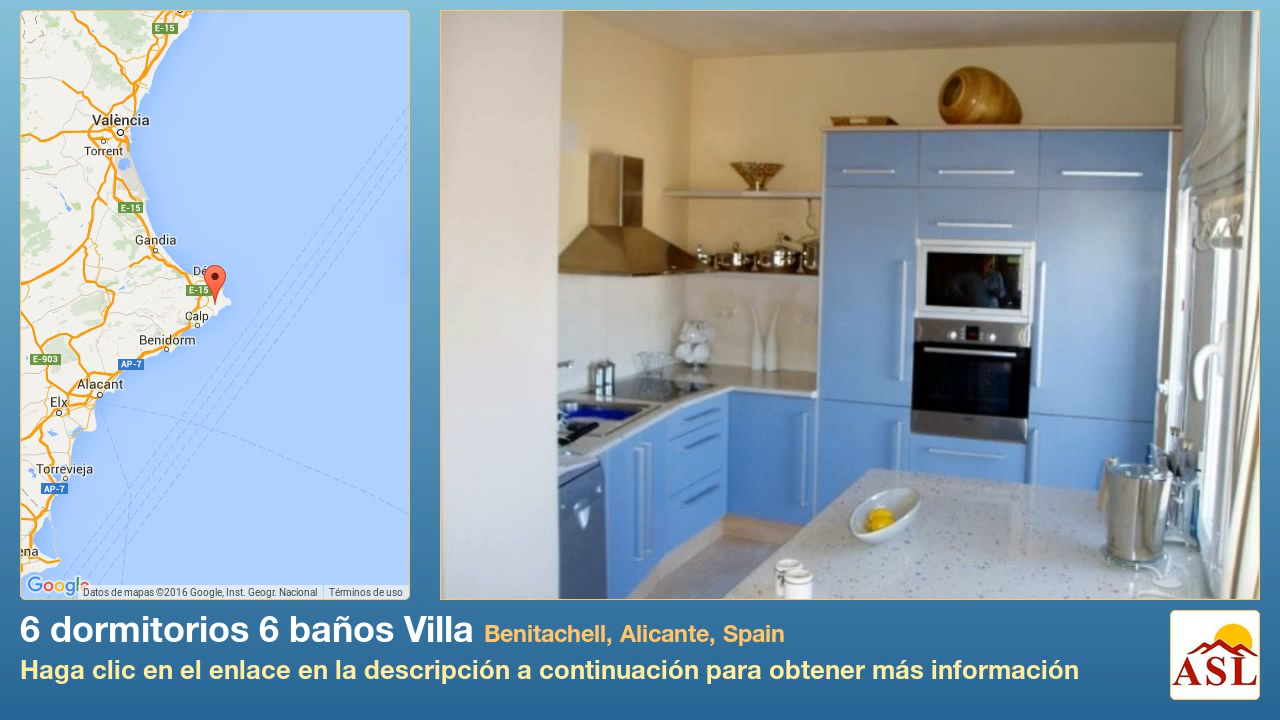 E-15
València
Torrent
E-15
Gandia
Dé
E-15
Calp
Benidorm
E-903
AP-7
Alacant
Elx
Torrevieja
AP-7
ena
Google
Datos de mapas ©2016 Google, Inst. Geogr. Nacional
Términos de uso
6 dormitorios 6 baños Villa Benitachell, Alicante, Spain
Haga clic en el enlace en la descripción a continuación para obtener más información
ASL